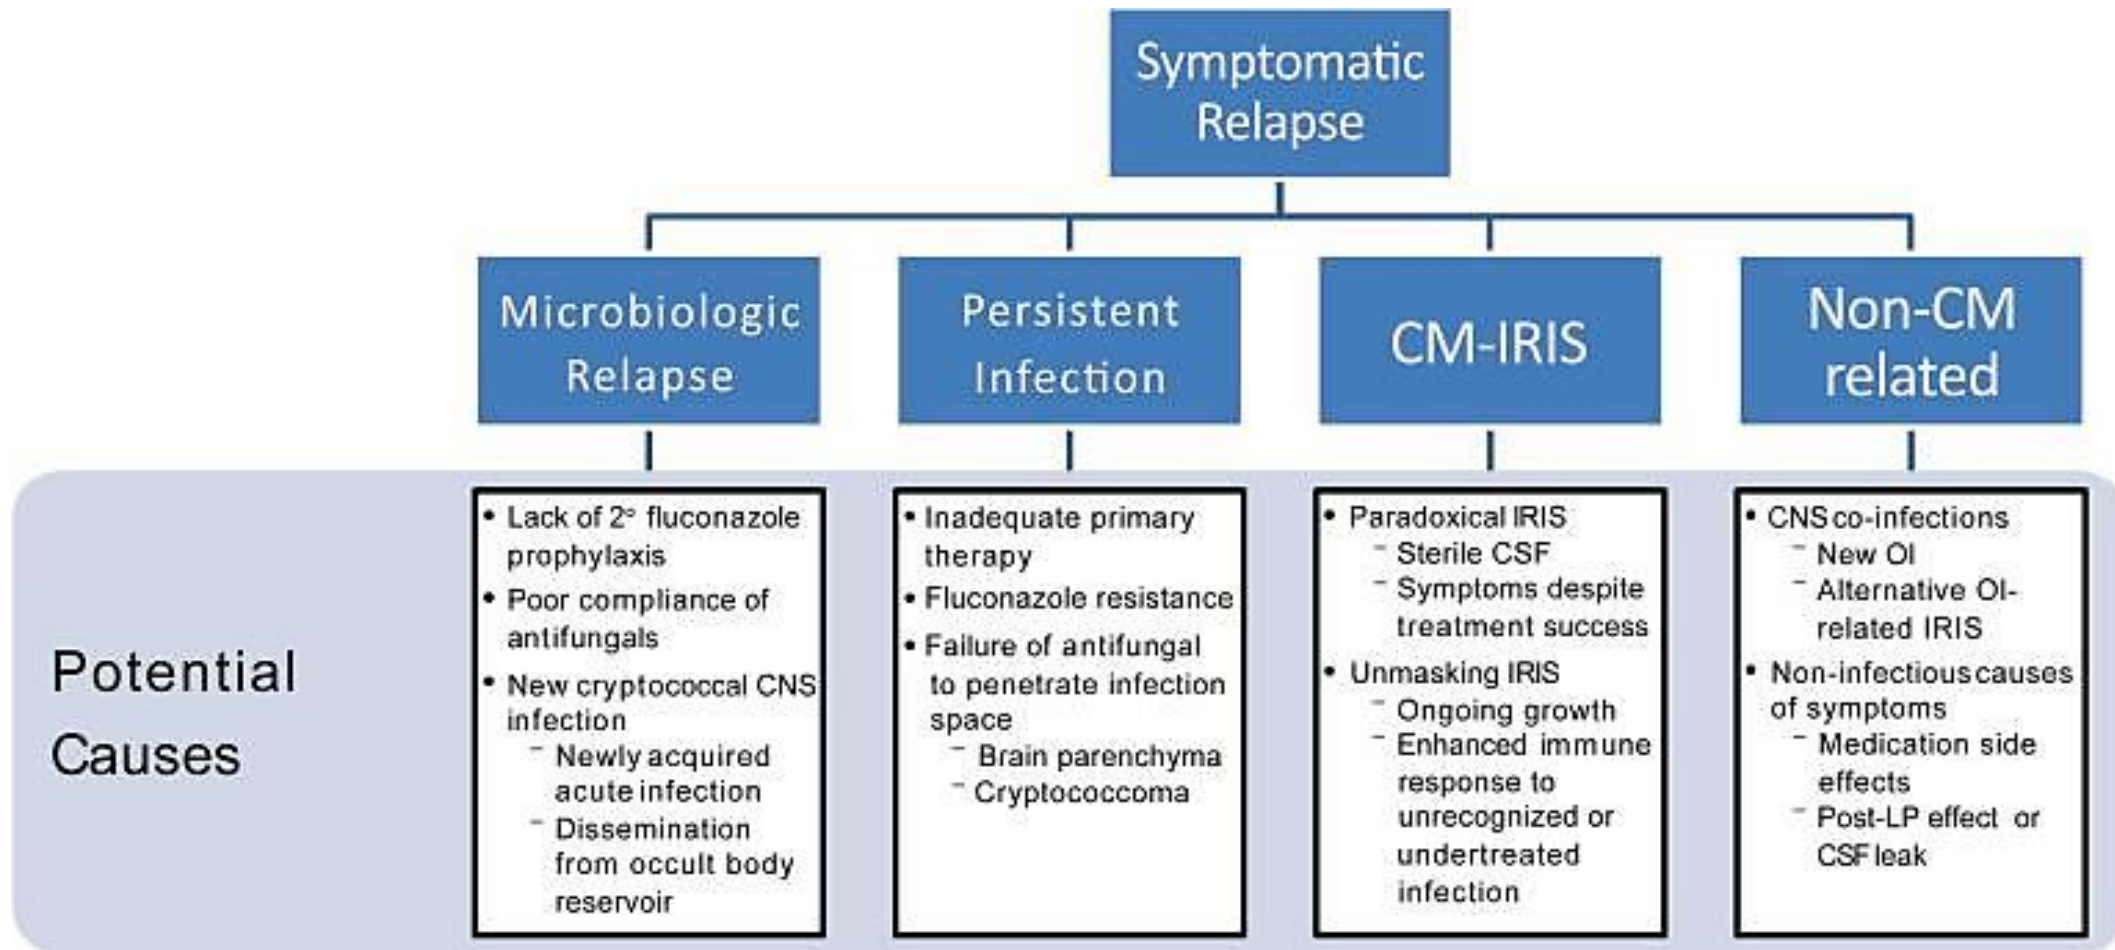 Symptomatic
Relapse
Microbiologic
Relapse
Persistent
Infection
CM-IRIS
Non-CM
related
Potential
Causes
• Lack of 2° fluconazole
prophylaxis
• Poor compliance of
antifungals
• New cryptococcal CNS
infection
– Newly acquired
acute infection
– Dissemination
from occult body
reservoir
• Inadequate primary
therapy
• Fluconazole resistance
• Failure of antifungal
to penetrate infection
space
– Brain parenchyma
– Cryptococcoma
• Paradoxical IRIS
– Sterile CSF
– Symptoms despite
treatment success
• Unmasking IRIS
– Ongoing growth
– Enhanced immune
response to
unrecognized or
undertreated
infection
• CNS co-infections
– New OI
– Alternative OI-
related IRIS
• Non-infectious causes
of symptoms
– Medication side
effects
– Post-LP effect or
CSF leak